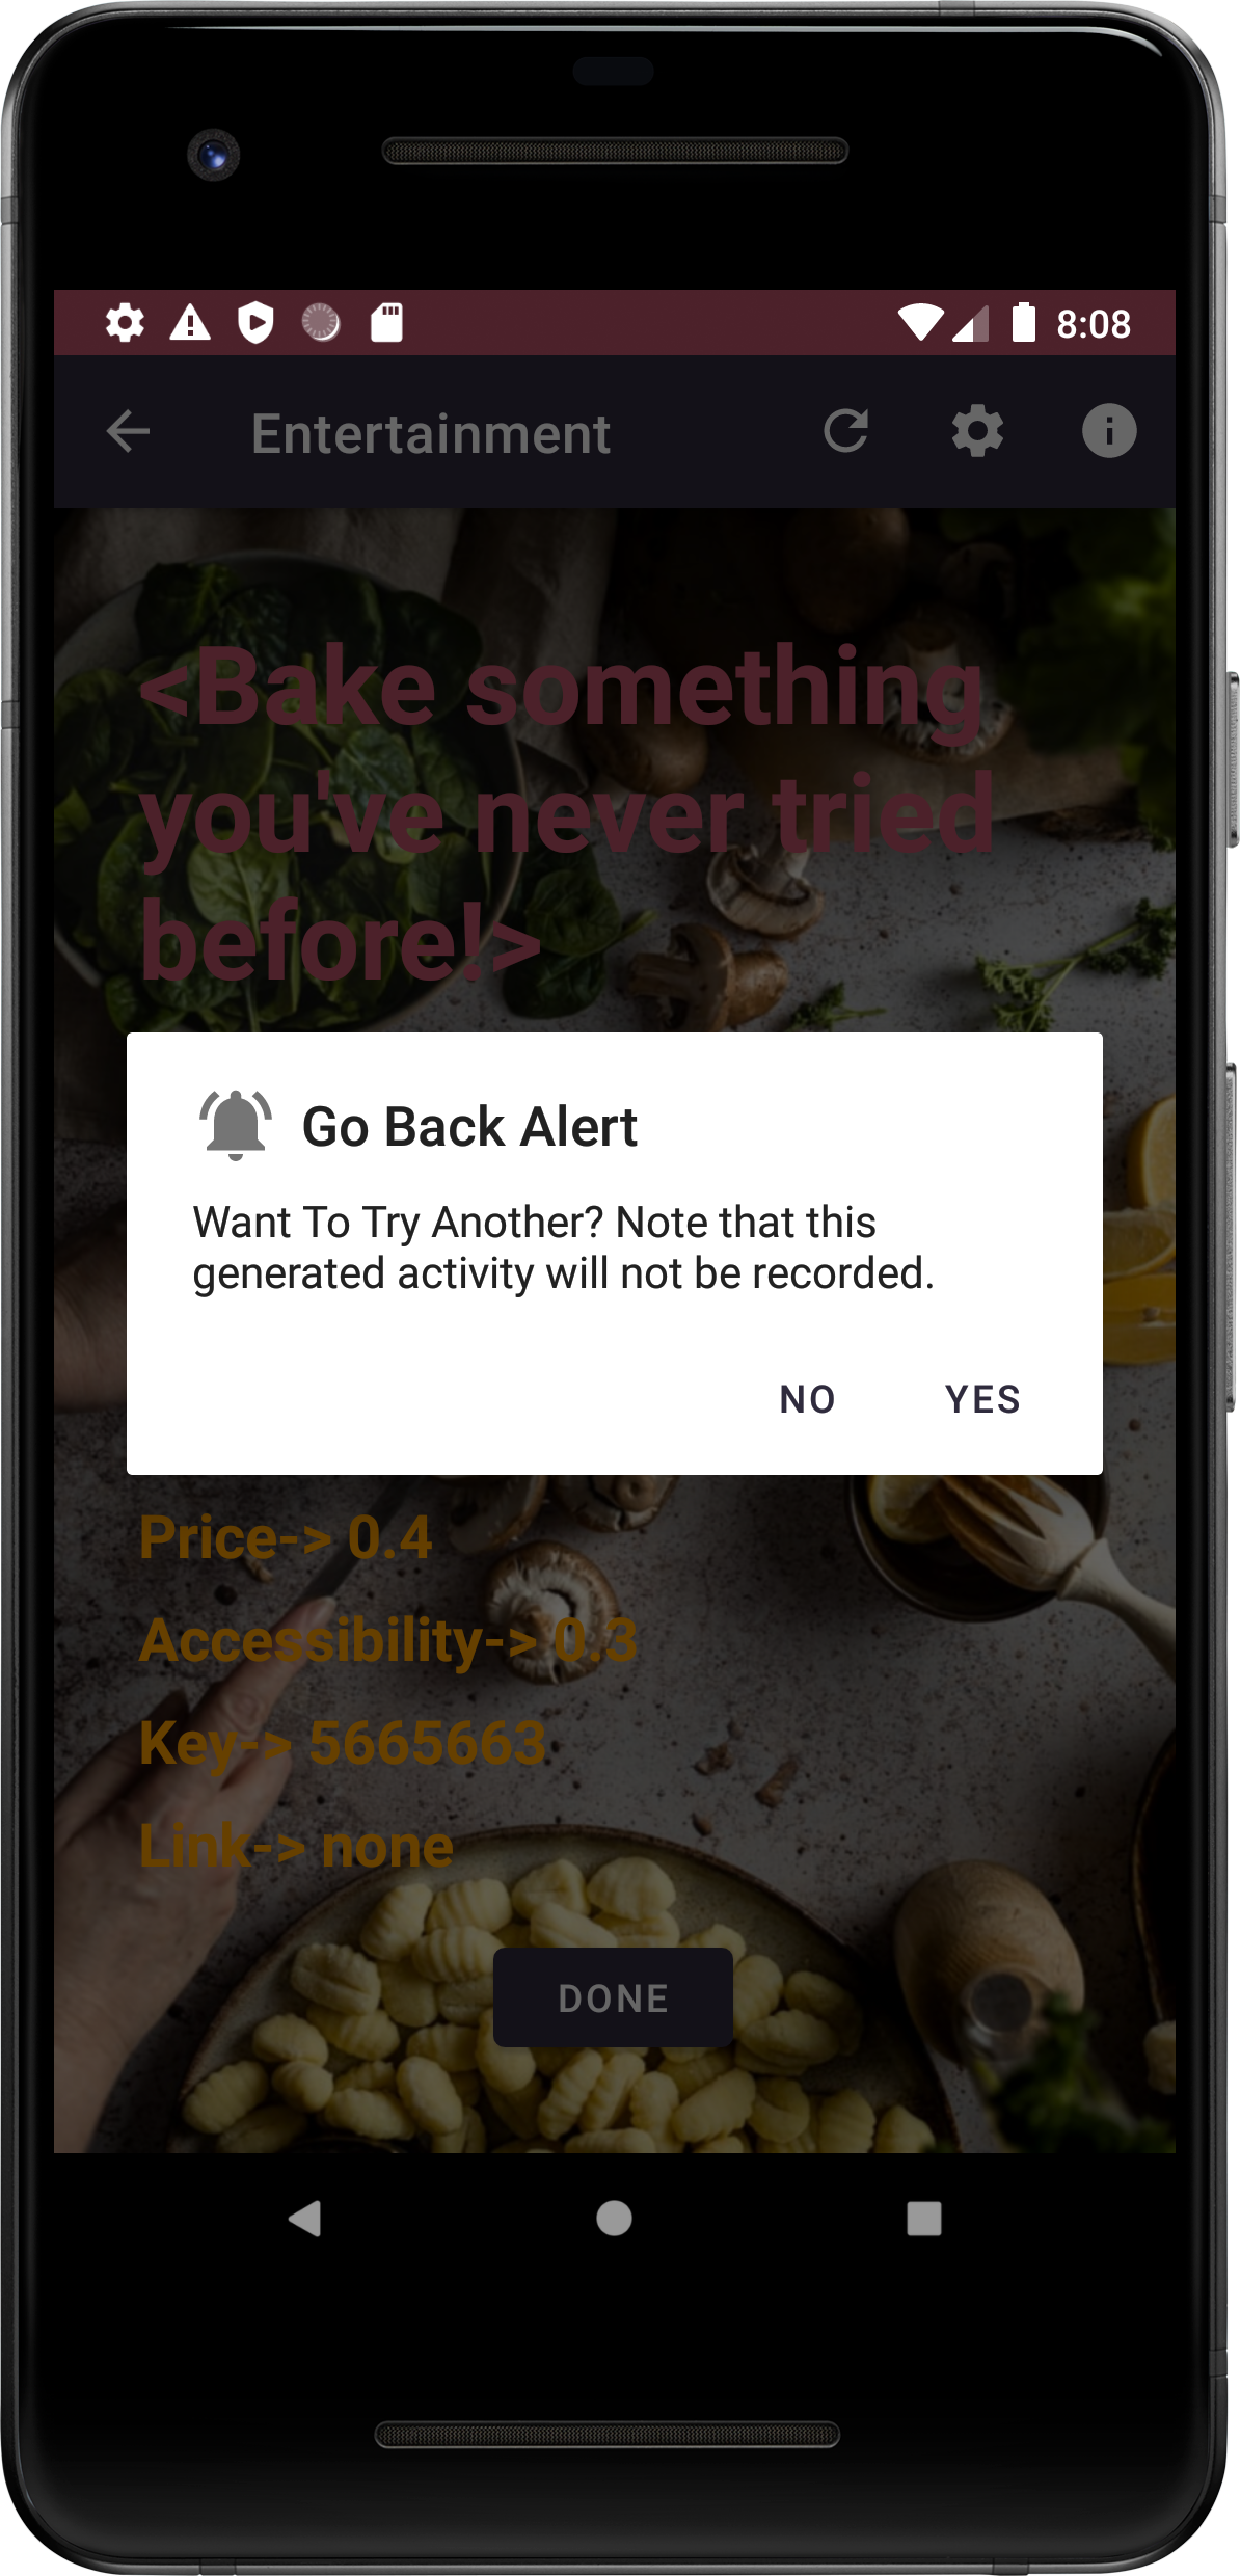 8:08
Entertainment
<Bake something
you've never tried
before!>
Go Back Alert
Want To Try Another? Note that this
generated activity will not be recorded.
NO YES
Price-> 0.4
Accessibility-> 0.3
Key-> 5665663
Link-> none
DONE